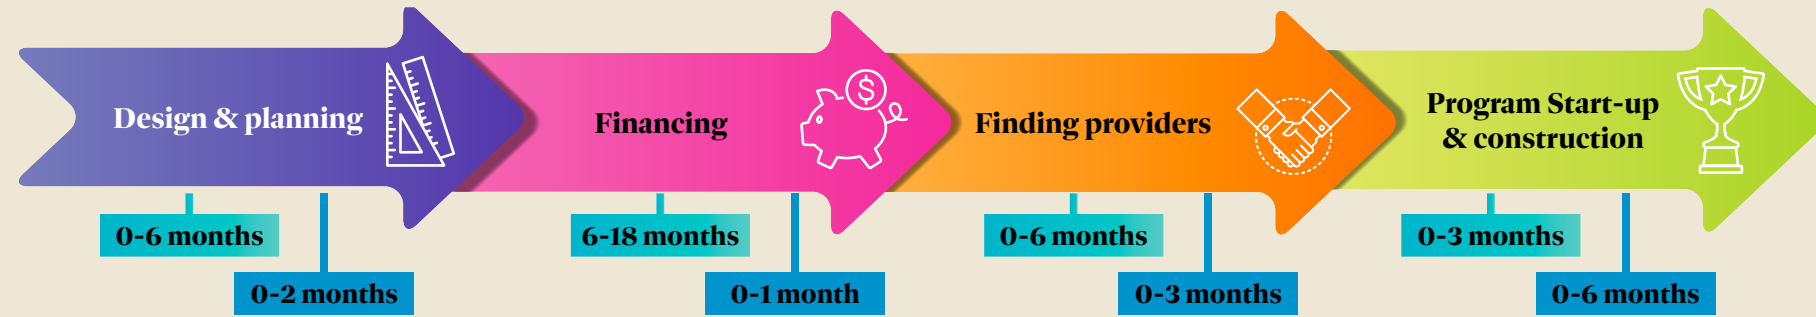 Design & planning
Financing
Finding providers
Program Start-up
& construction
$
0-6 months
6-18 months
0-6 months
0-3 months
0-2 months
0-1 month
0-3 months
0-6 months